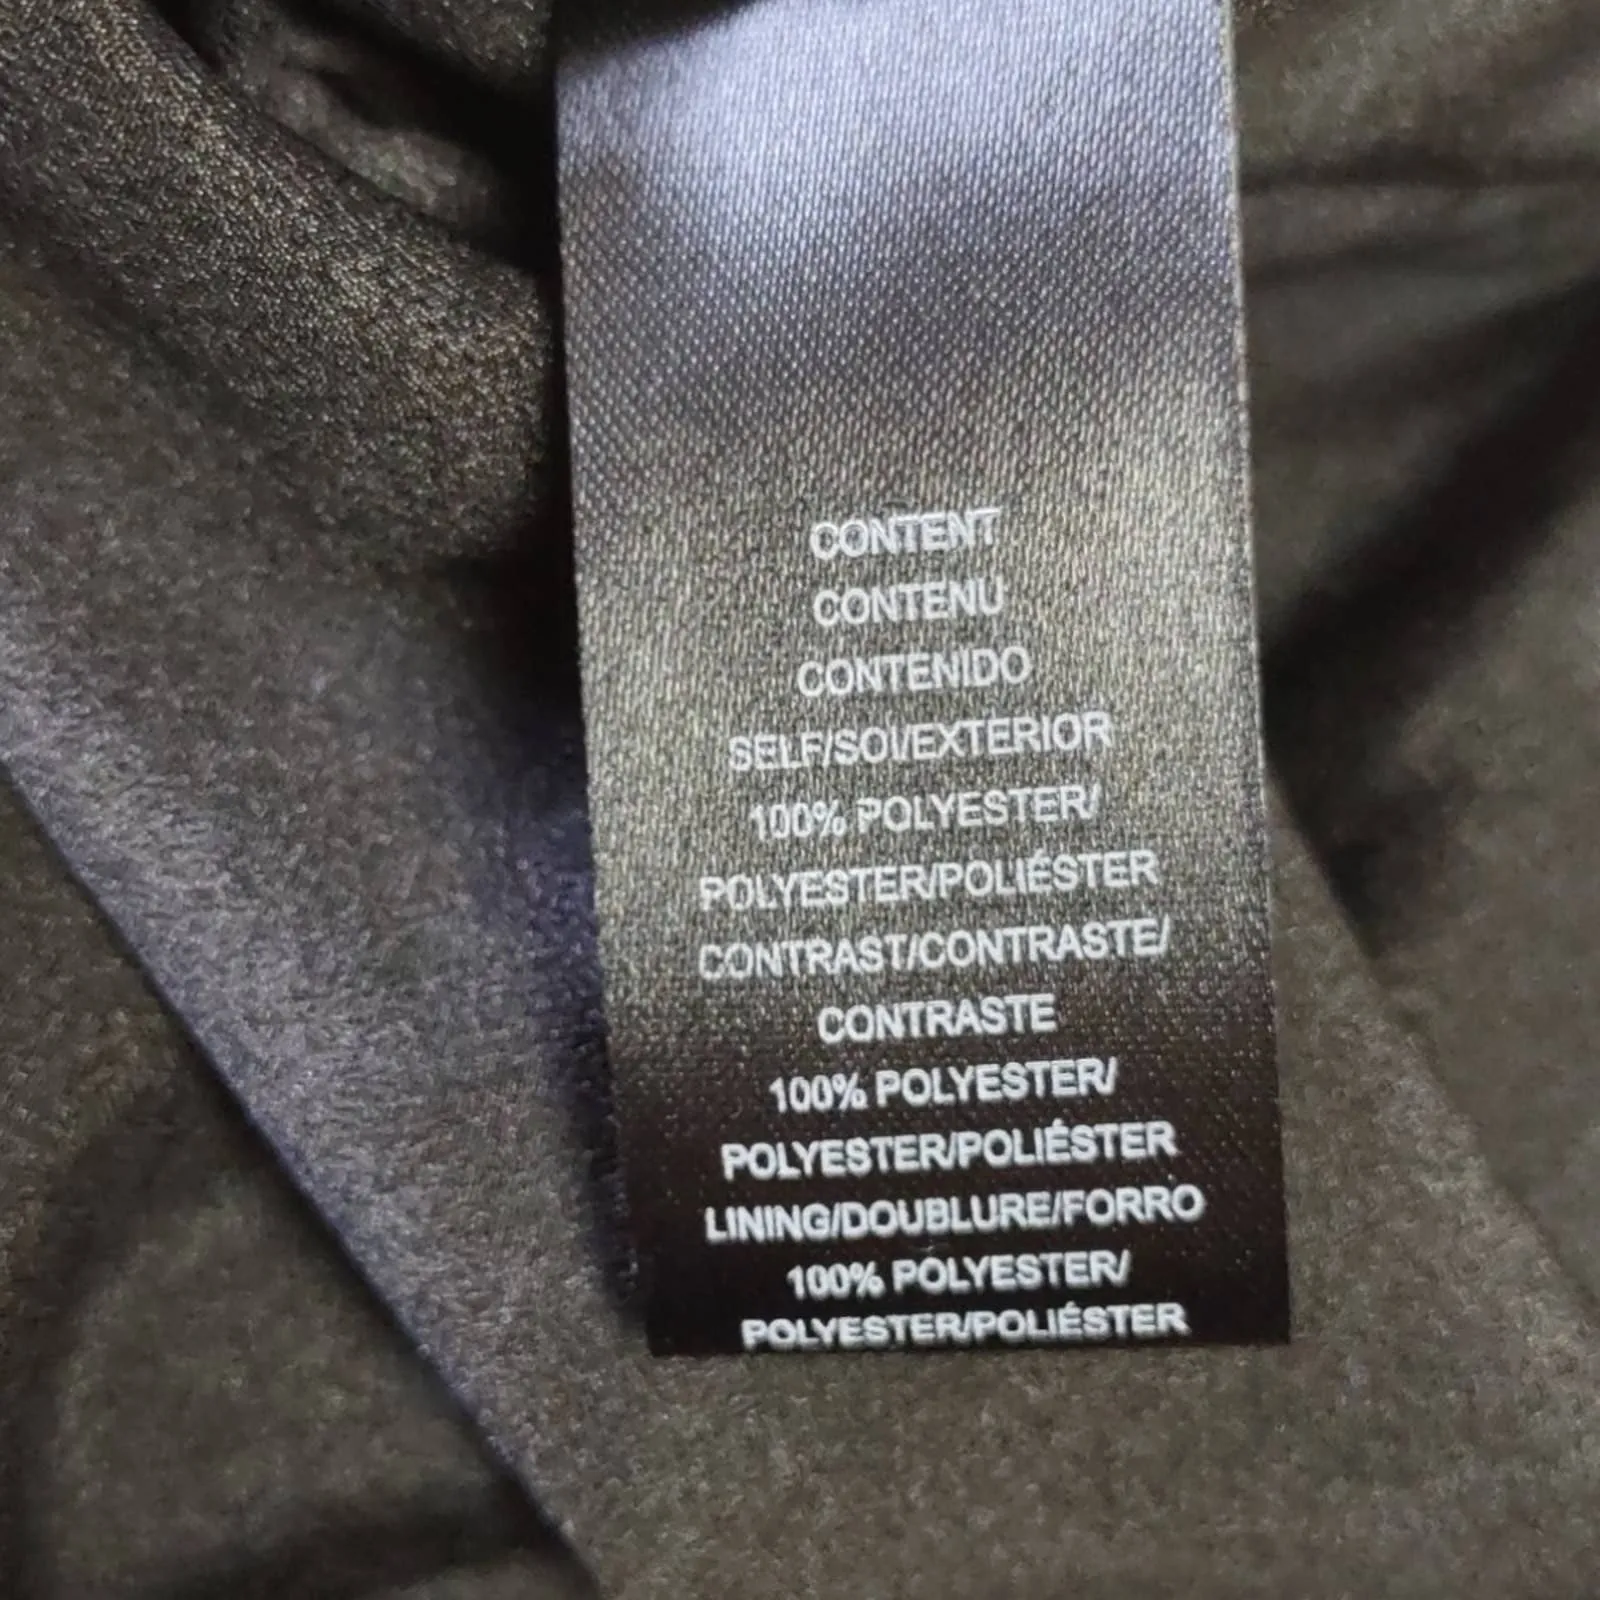 CONTENT
CONTENU
CONTENIDO
SELF/SOI/EXTERIOR
100% POLYESTER/
POLYESTER/POLIÉSTER
CONTRAST/CONTRASTE/
CONTRASTE
100% POLYESTER/
POLYESTER/POLIÉSTER
LINING/DOUBLURE/FORRO
100% POLYESTER/
POLYESTER/POLIÉSTER